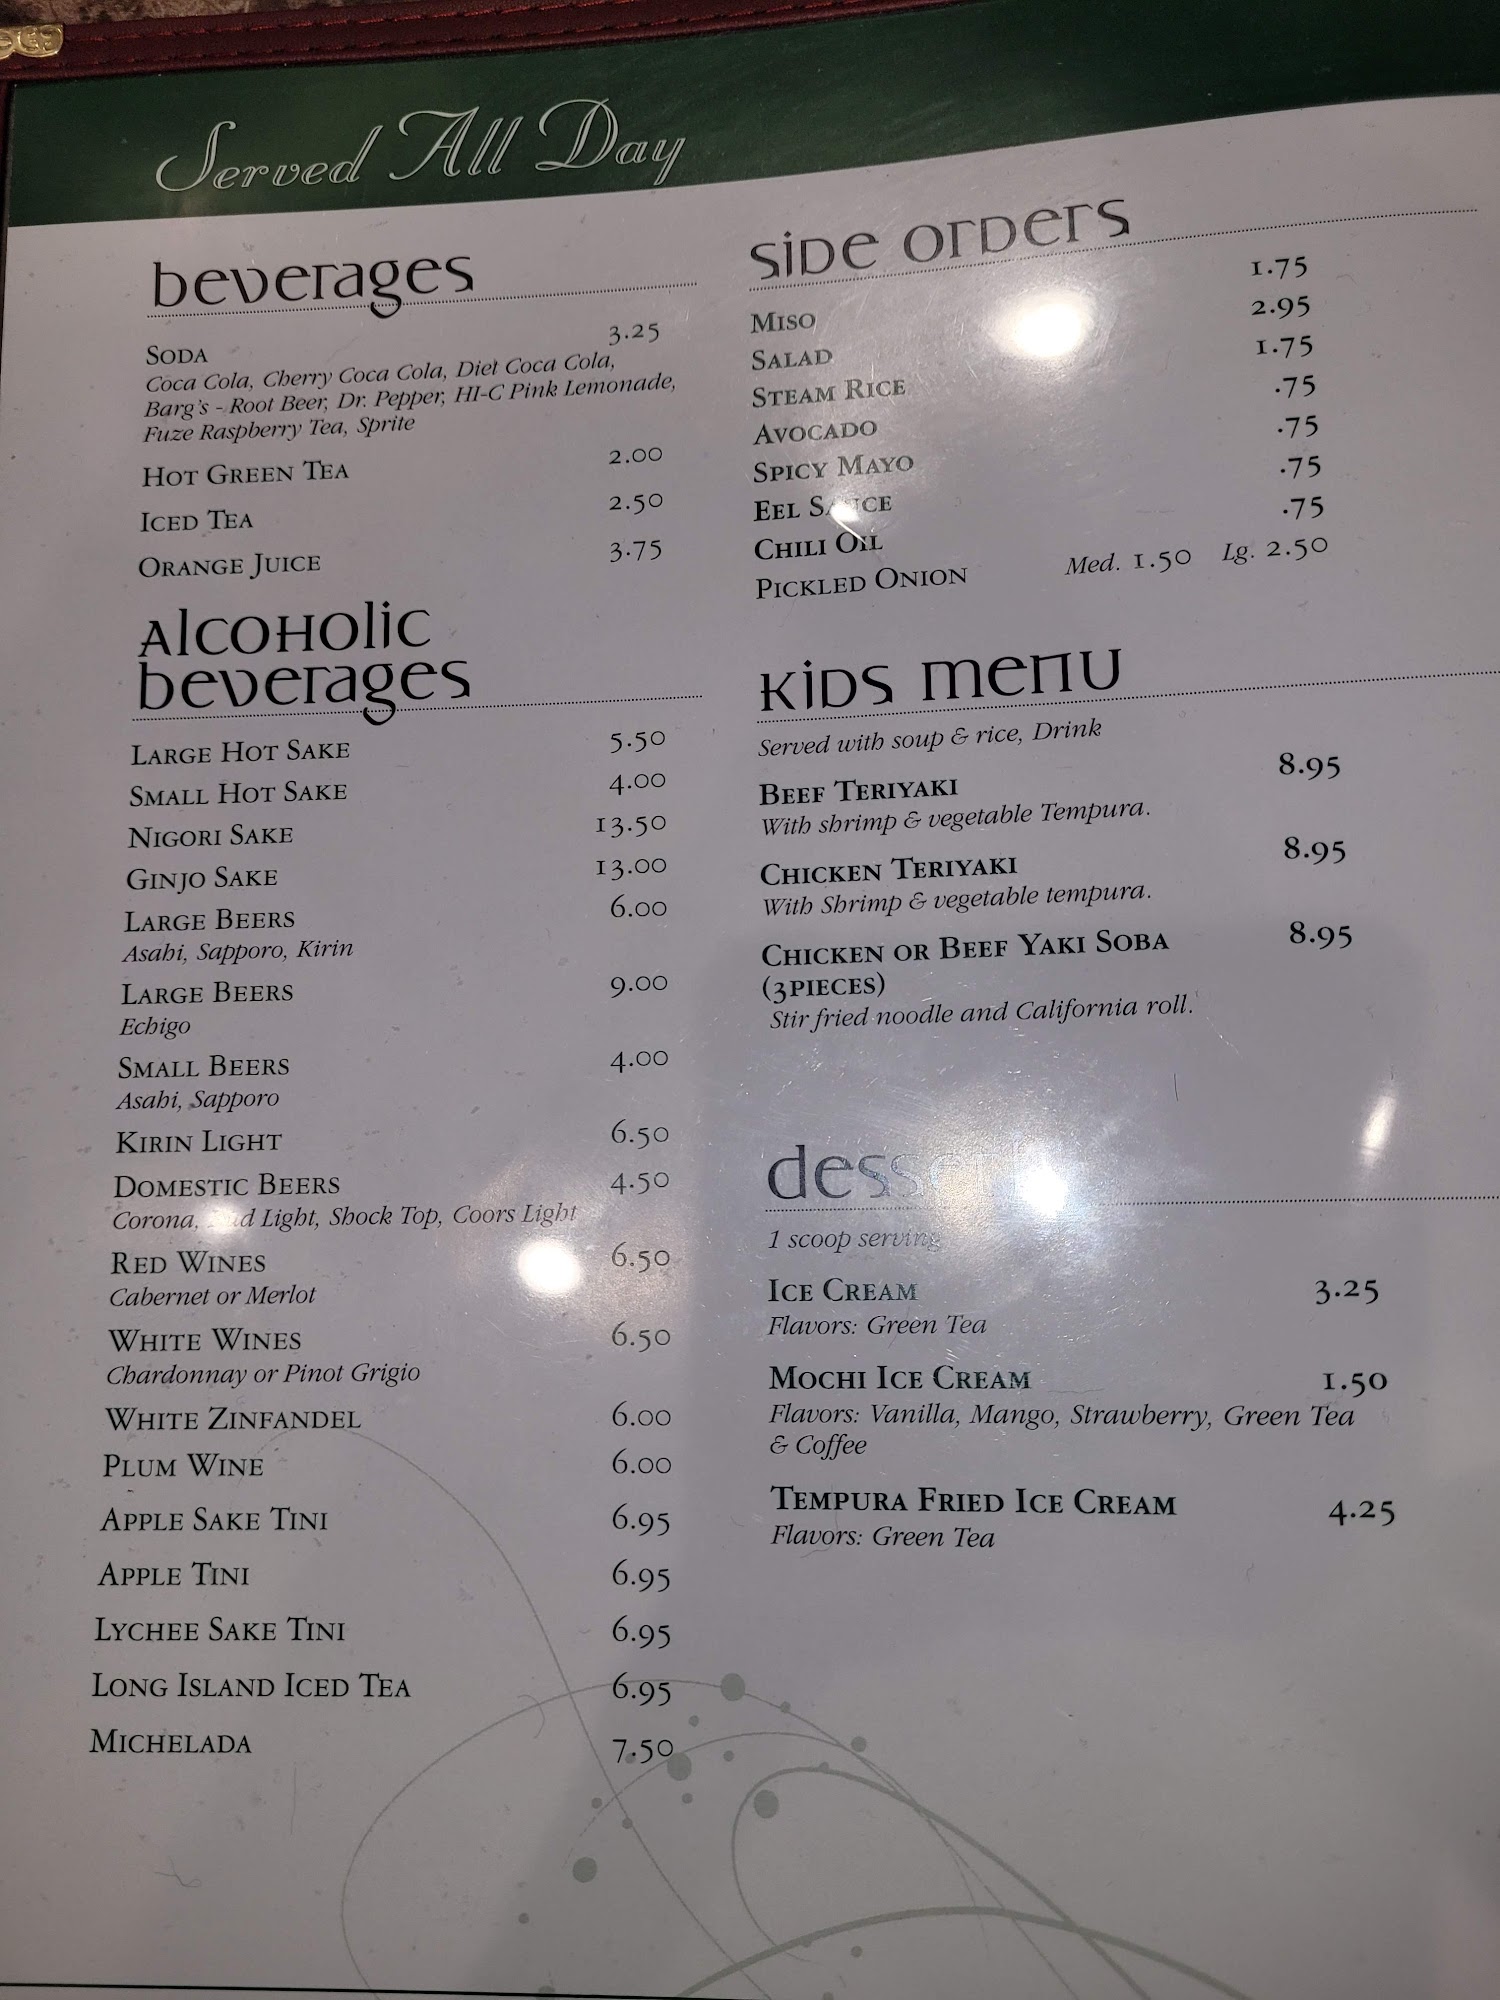 Served All Day
beverages
Soda 3.25
Coca Cola, Cherry Coca Cola, Diet Coca Cola,
Barg's - Root Beer, Dr. Pepper, HI-C Pink Lemonade,
Fuze Raspberry Tea, Sprite
Hot Green Tea 2.00
Iced Tea 2.50
Orange Juice 3.75
Alcoholic
beverages
Large Hot Sake 5.50
Small Hot Sake 4.00
Nigori Sake 13.50
Ginjo Sake 13.00
Large Beers 6.00
Asahi, Sapporo, Kirin
Large Beers 9.00
Echigo
Small Beers 4.00
Asahi, Sapporo
Kirin Light 6.50
Domestic Beers 4.50
Corona, Light, Shock Top, Coors Light
Red Wines 6.50
Cabernet or Merlot
White Wines 6.50
Chardonnay or Pinot Grigio
White Zinfandel 6.00
Plum Wine 6.00
Apple Sake Tini 6.95
Apple Tini 6.95
Lychee Sake Tini 6.95
Long Island Iced Tea 6.95
Michelada 7.50
side orders
Miso 1.75
Salad 2.95
Steam Rice 1.75
Avocado .75
Spicy Mayo .75
Eel Sauce .75
Chili Oil .75
Pickled Onion Med. 1.50 Lg. 2.50
kids menu
Served with soup & rice, Drink
Beef Teriyaki 8.95
With shrimp & vegetable Tempura.
Chicken Teriyaki 8.95
With Shrimp & vegetable tempura.
Chicken or Beef Yaki Soba 8.95
(3pieces)
Stir fried noodle and California roll.
1 scoop serving
Ice Cream 3.25
Flavors: Green Tea
Mochi Ice Cream 1.50
Flavors: Vanilla, Mango, Strawberry, Green Tea
& Coffee
Tempura Fried Ice Cream 4.25
Flavors: Green Tea